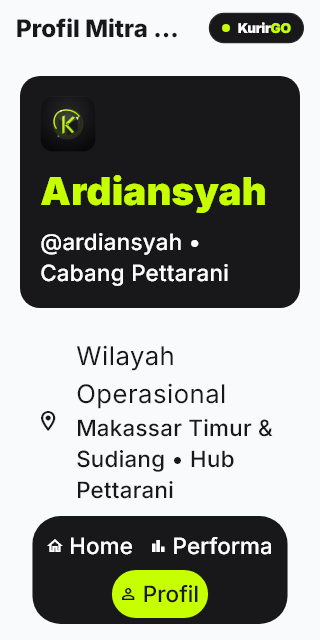 Profil Mitra ...
KurirGO
Ardiansyah
@ardiansyah •
Cabang Pettarani
Wilayah
Operasional
Makassar Timur &
Sudiang • Hub
Pettarani
Home
Performa
Profil